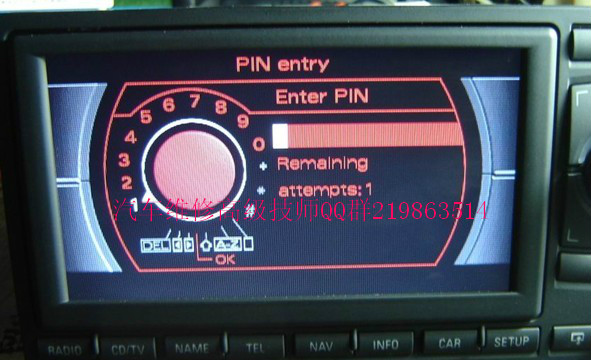 PIN entry
Enter PIN
1 2 3 4 5 6 7 8 9 0 + * #
Remaining
attempts: 1
汽车维修高级技师QQ群219863514
DEL A-Z
OK
RADIO CD/TV NAME TEL NAV INFO CAR SETUP